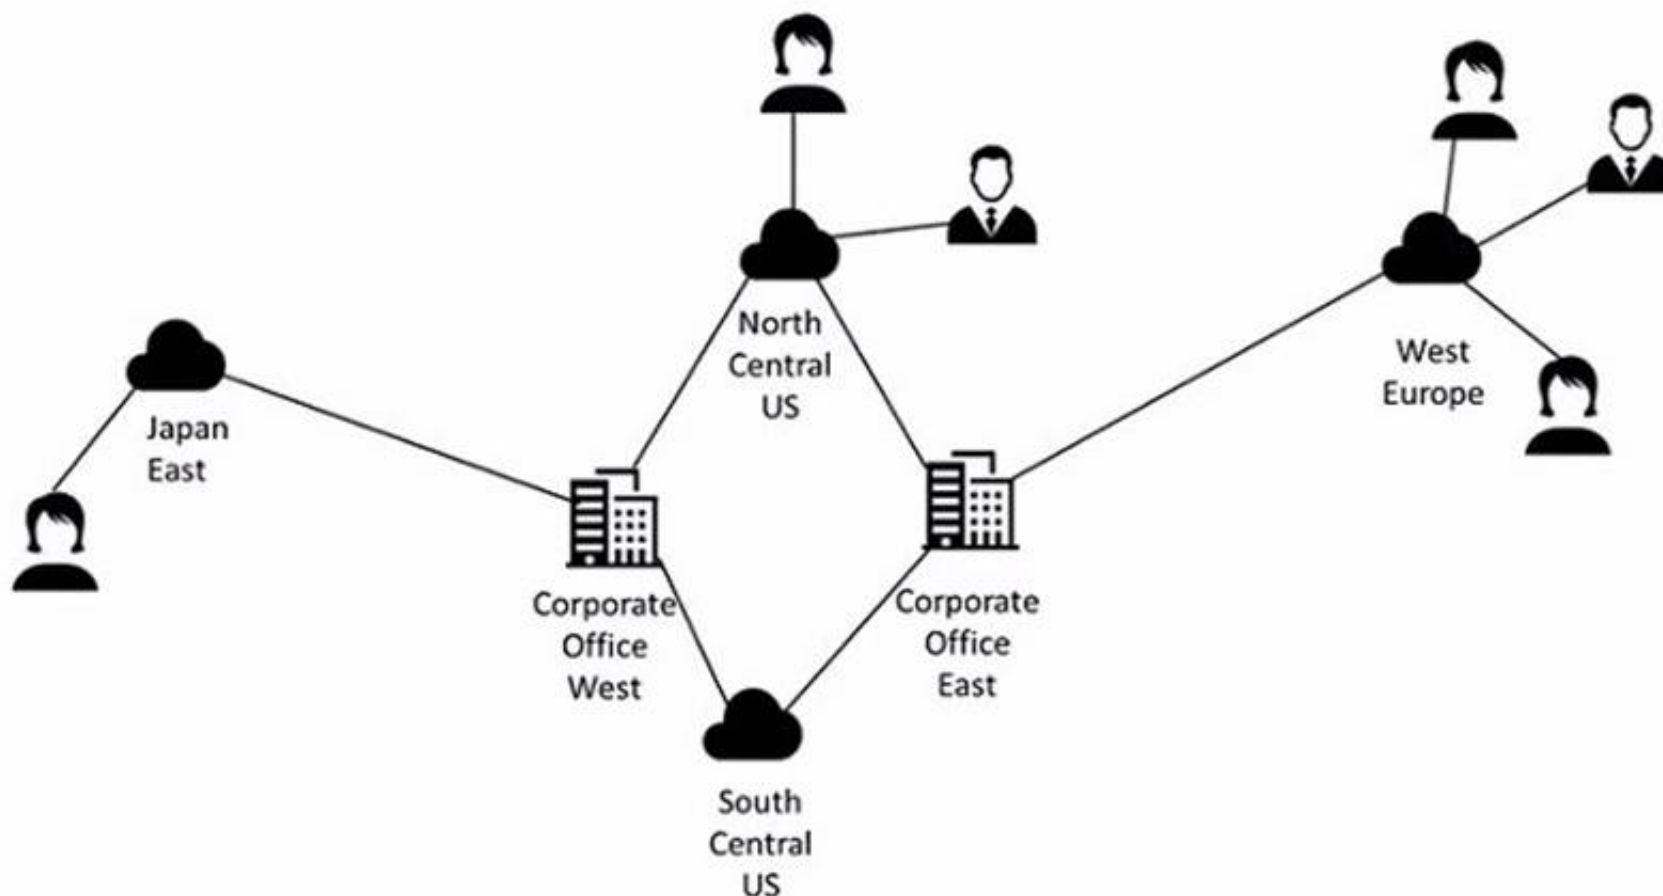 North
Central
US
West
Europe
Japan
East
Corporate
Office
West
Corporate
Office
East
South
Central
US